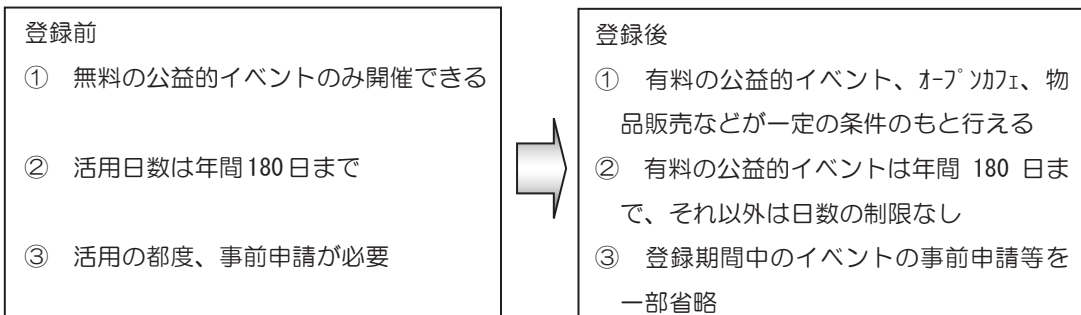 登録前
① 無料の公益的イベントのみ開催できる
② 活用日数は年間180日まで
③ 活用の都度、事前申請が必要
登録後
① 有料の公益的イベント、ｵｰﾌﾟﾝｶﾌｪ、物
品販売などが一定の条件のもと行える
② 有料の公益的イベントは年間 180 日ま
で、それ以外は日数の制限なし
③ 登録期間中のイベントの事前申請等を
一部省略